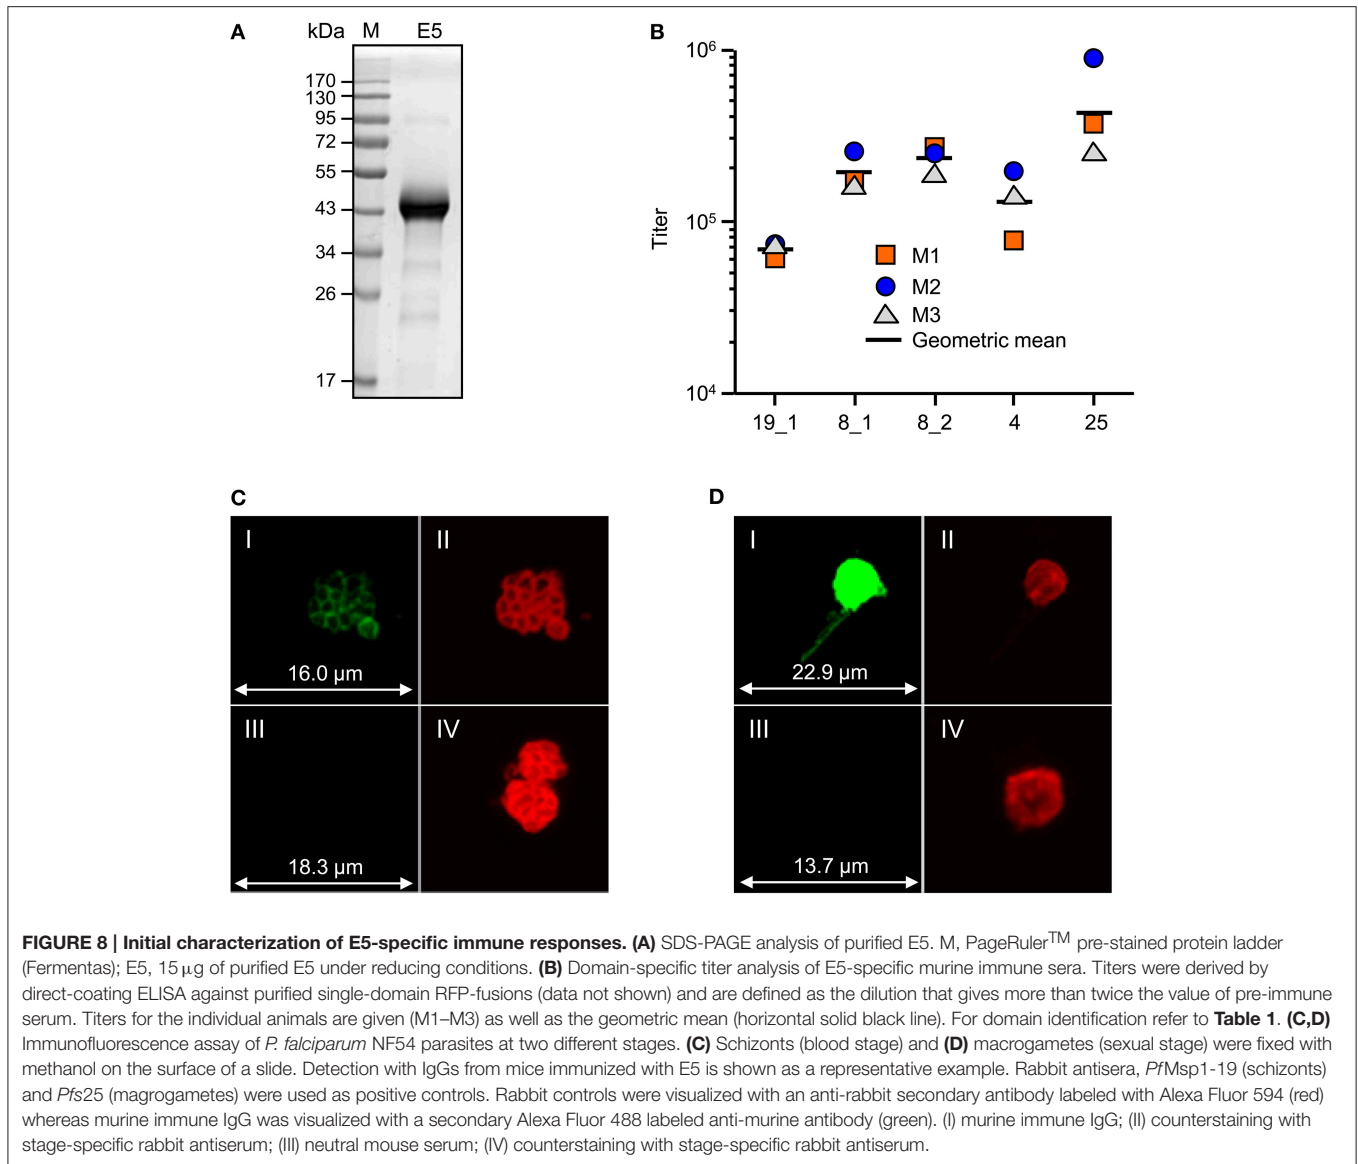 A
kDa M E5
170
130
95
72
55
43
34
26
17
B
10⁶
10⁵
10⁴
Titer
M1
M2
M3
Geometric mean
19_1 8_1 8_2 4 25
C
I II
16.0 µm
III IV
18.3 µm
D
I II
22.9 µm
III IV
13.7 µm
FIGURE 8 | Initial characterization of E5-specific immune responses. (A) SDS-PAGE analysis of purified E5. M, PageRuler™ pre-stained protein ladder
(Fermentas); E5, 15 µg of purified E5 under reducing conditions. (B) Domain-specific titer analysis of E5-specific murine immune sera. Titers were derived by
direct-coating ELISA against purified single-domain RFP-fusions (data not shown) and are defined as the dilution that gives more than twice the value of pre-immune
serum. Titers for the individual animals are given (M1–M3) as well as the geometric mean (horizontal solid black line). For domain identification refer to Table 1. (C,D)
Immunofluorescence assay of P. falciparum NF54 parasites at two different stages. (C) Schizonts (blood stage) and (D) macrogametes (sexual stage) were fixed with
methanol on the surface of a slide. Detection with IgGs from mice immunized with E5 is shown as a representative example. Rabbit antisera, PfMsp1-19 (schizonts)
and Pfs25 (magrogametes) were used as positive controls. Rabbit controls were visualized with an anti-rabbit secondary antibody labeled with Alexa Fluor 594 (red)
whereas murine immune IgG was visualized with a secondary Alexa Fluor 488 labeled anti-murine antibody (green). (I) murine immune IgG; (II) counterstaining with
stage-specific rabbit antiserum; (III) neutral mouse serum; (IV) counterstaining with stage-specific rabbit antiserum.